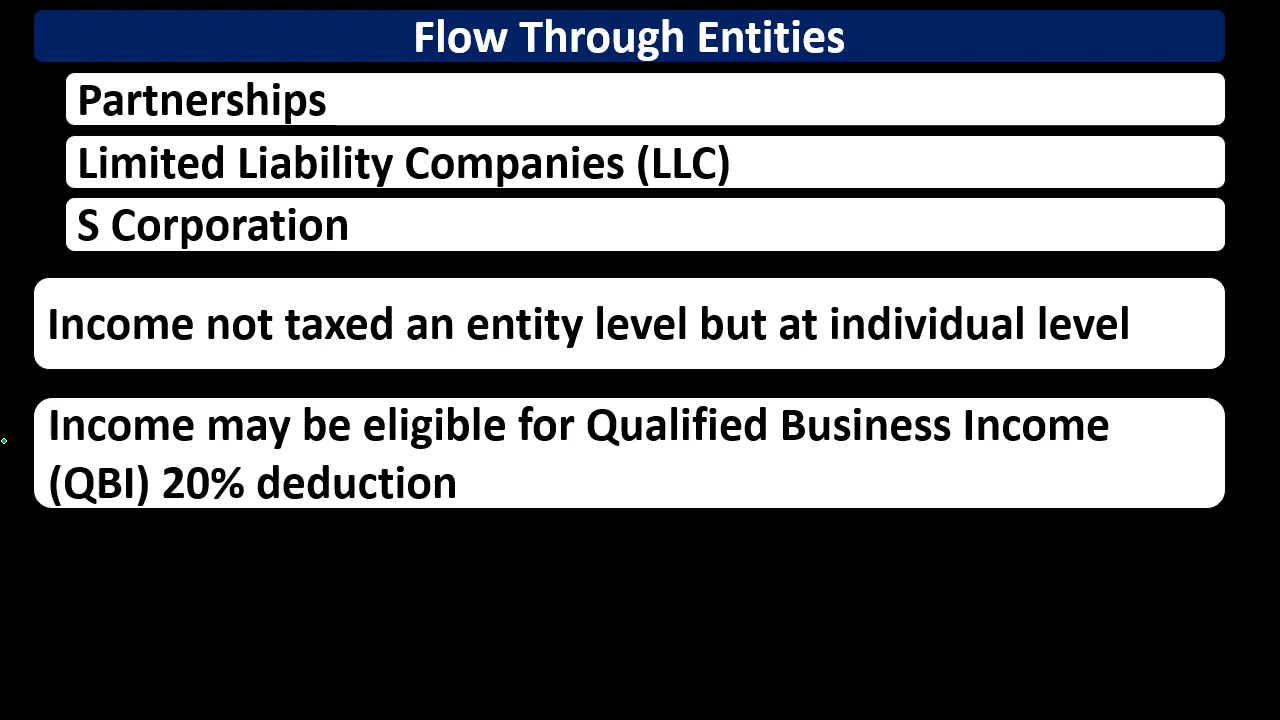 Flow Through Entities
Partnerships
Limited Liability Companies (LLC)
S Corporation
Income not taxed an entity level but at individual level
Income may be eligible for Qualified Business Income
(QBI) 20% deduction